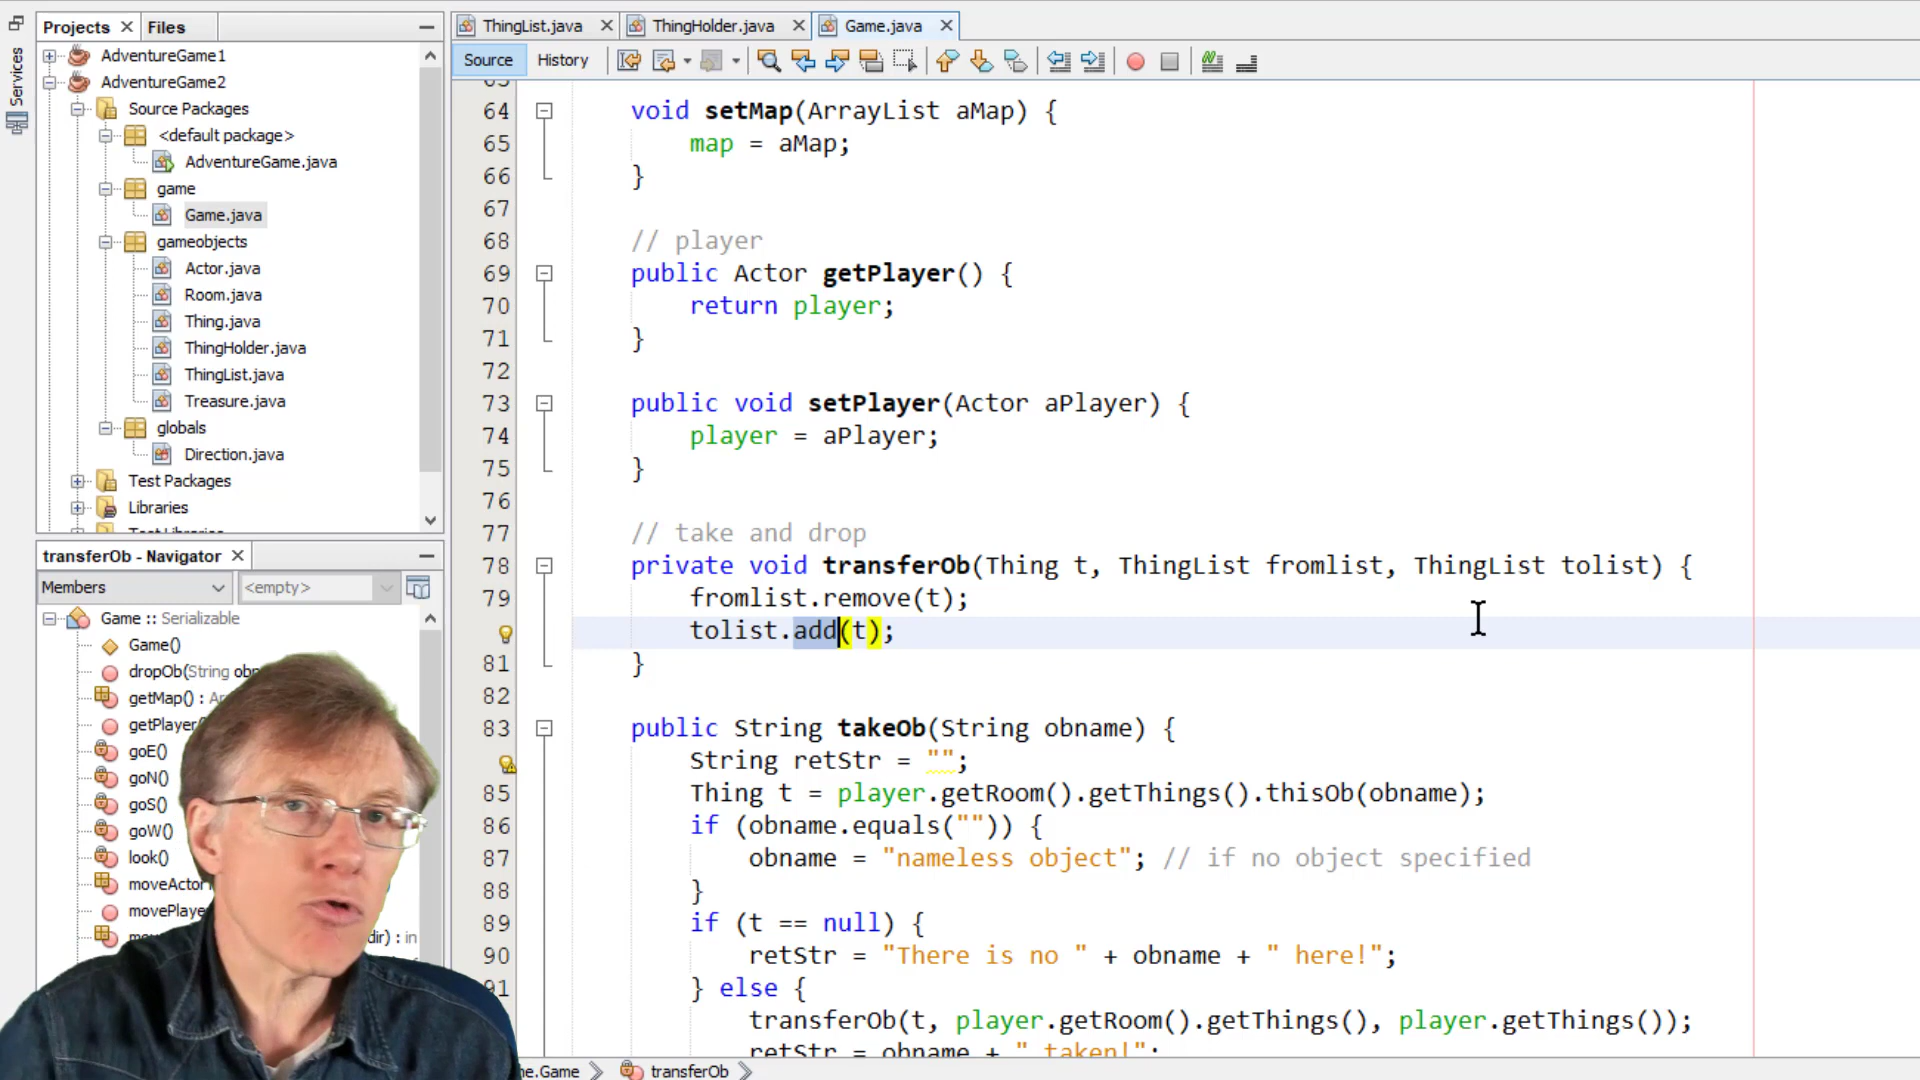 Services
Projects
Files
AdventureGame1
AdventureGame2
Source Packages
<default package>
AdventureGame.java
game
Game.java
gameobjects
Actor.java
Room.java
Thing.java
ThingHolder.java
ThingList.java
Treasure.java
globals
Direction.java
Test Packages
Libraries
Test Libraries
transferOb - Navigator
Members
<empty>
Game :: Serializable
Game()
dropOb(String
getMap() :
getPlayer
goE()
goN()
goS()
goW()
look()
moveActor
movePlaye
dir) : in
ThingList.java
ThingHolder.java
Game.java
Source
History
64 void setMap(ArrayList aMap) {
65 map = aMap;
66 }
67
68 // player
69 public Actor getPlayer() {
70 return player;
71 }
72
73 public void setPlayer(Actor aPlayer) {
74 player = aPlayer;
75 }
76
77 // take and drop
78 private void transferOb(Thing t, ThingList fromlist, ThingList tolist) {
79 fromlist.remove(t);
tolist.add(t);
81 }
82
83 public String takeOb(String obname) {
String retStr = "";
85 Thing t = player.getRoom().getThings().thisOb(obname);
86 if (obname.equals("")) {
87 obname = "nameless object"; // if no object specified
88 }
89 if (t == null) {
90 retStr = "There is no " + obname + " here!";
91 } else {
transferOb(t, player.getRoom().getThings(), player.getThings());
retStr = obname + " taken!";
me.Game
transferOb